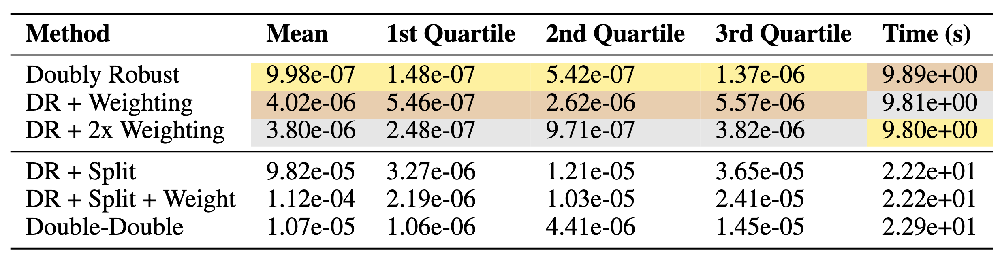 Method Mean 1st Quartile 2nd Quartile 3rd Quartile Time (s)
Doubly Robust 9.98e-07 1.48e-07 5.42e-07 1.37e-06 9.89e+00
DR + Weighting 4.02e-06 5.46e-07 2.62e-06 5.57e-06 9.81e+00
DR + 2x Weighting 3.80e-06 2.48e-07 9.71e-07 3.82e-06 9.80e+00
DR + Split 9.82e-05 3.27e-06 1.21e-05 3.65e-05 2.22e+01
DR + Split + Weight 1.12e-04 2.19e-06 1.03e-05 2.41e-05 2.22e+01
Double-Double 1.07e-05 1.06e-06 4.41e-06 1.45e-05 2.29e+01